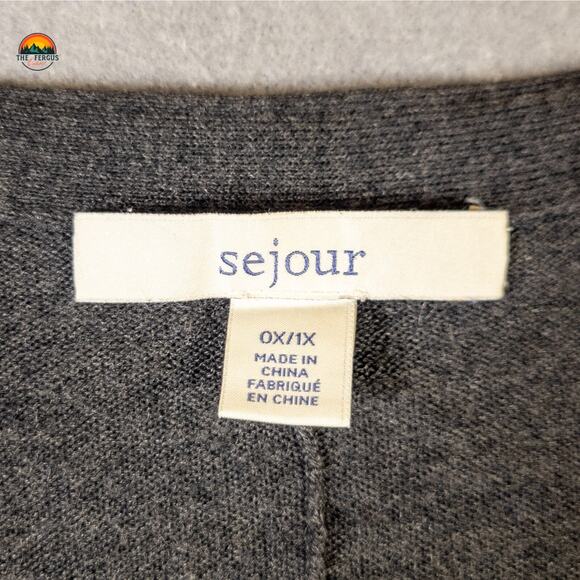 THE FERGUS
sejour
0X/1X
MADE IN
CHINA
FABRIQUÉ
EN CHINE